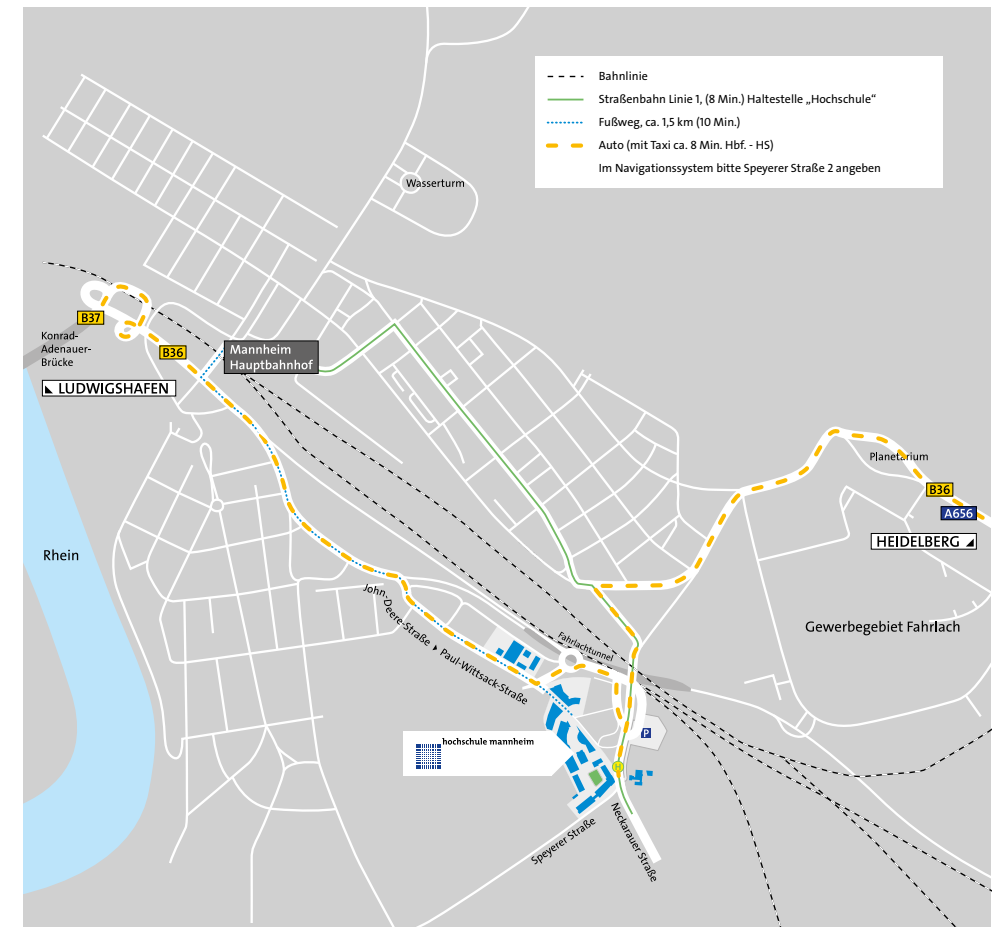 Bahnlinie
Straßenbahn Linie 1, (8 Min.) Haltestelle „Hochschule“
Fußweg, ca. 1,5 km (10 Min.)
Auto (mit Taxi ca. 8 Min. Hbf. - HS)
Im Navigationssystem bitte Speyerer Straße 2 angeben
Wasserturm
B37
Konrad-
Adenauer-
Brücke
B36
Mannheim
Hauptbahnhof
LUDWIGSHAFEN
Planetarium
B36
A656
HEIDELBERG
Rhein
John-Deere-Straße
Paul-Wittsack-Straße
Fahrlachtunnel
Gewerbegebiet Fahrlach
P
hochschule mannheim
H
Speyerer Straße
Neckarauer Straße